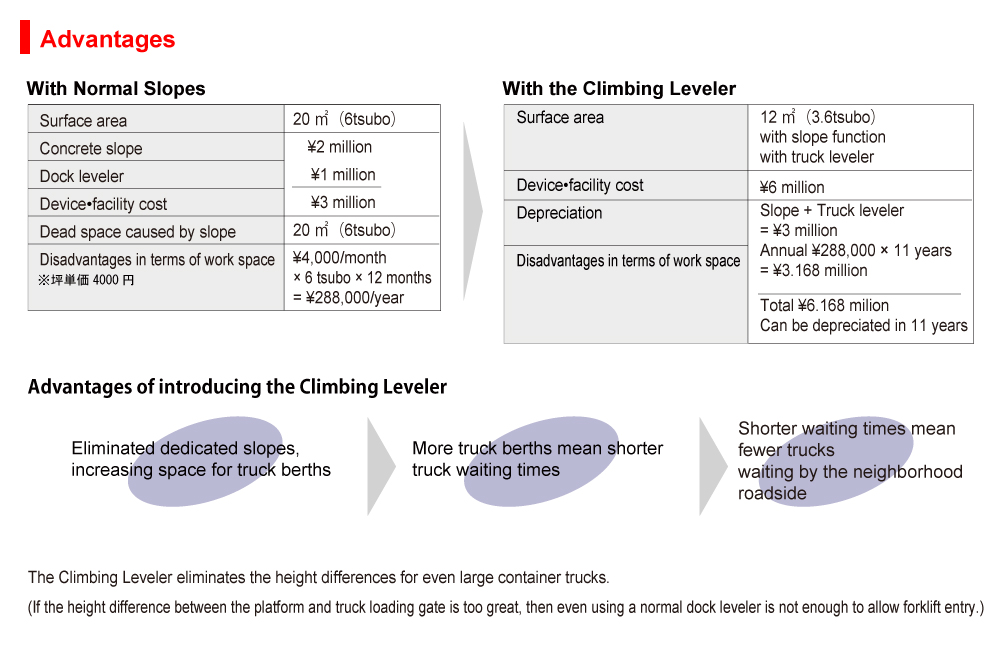 Advantages
With Normal Slopes
Surface area 20 ㎡（6tsubo）
Concrete slope ¥2 million
Dock leveler ¥1 million
Device•facility cost ¥3 million
Dead space caused by slope 20 ㎡（6tsubo）
Disadvantages in terms of work space ¥4,000/month
※坪単価 4000 円 × 6 tsubo × 12 months
= ¥288,000/year
With the Climbing Leveler
Surface area 12 ㎡（3.6tsubo）
with slope function
with truck leveler
Device•facility cost ¥6 million
Depreciation Slope + Truck leveler
= ¥3 million
Annual ¥288,000 × 11 years
Disadvantages in terms of work space = ¥3.168 million
Total ¥6.168 milion
Can be depreciated in 11 years
Advantages of introducing the Climbing Leveler
Eliminated dedicated slopes,
increasing space for truck berths
More truck berths mean shorter
truck waiting times
Shorter waiting times mean
fewer trucks
waiting by the neighborhood
roadside
The Climbing Leveler eliminates the height differences for even large container trucks.
(If the height difference between the platform and truck loading gate is too great, then even using a normal dock leveler is not enough to allow forklift entry.)